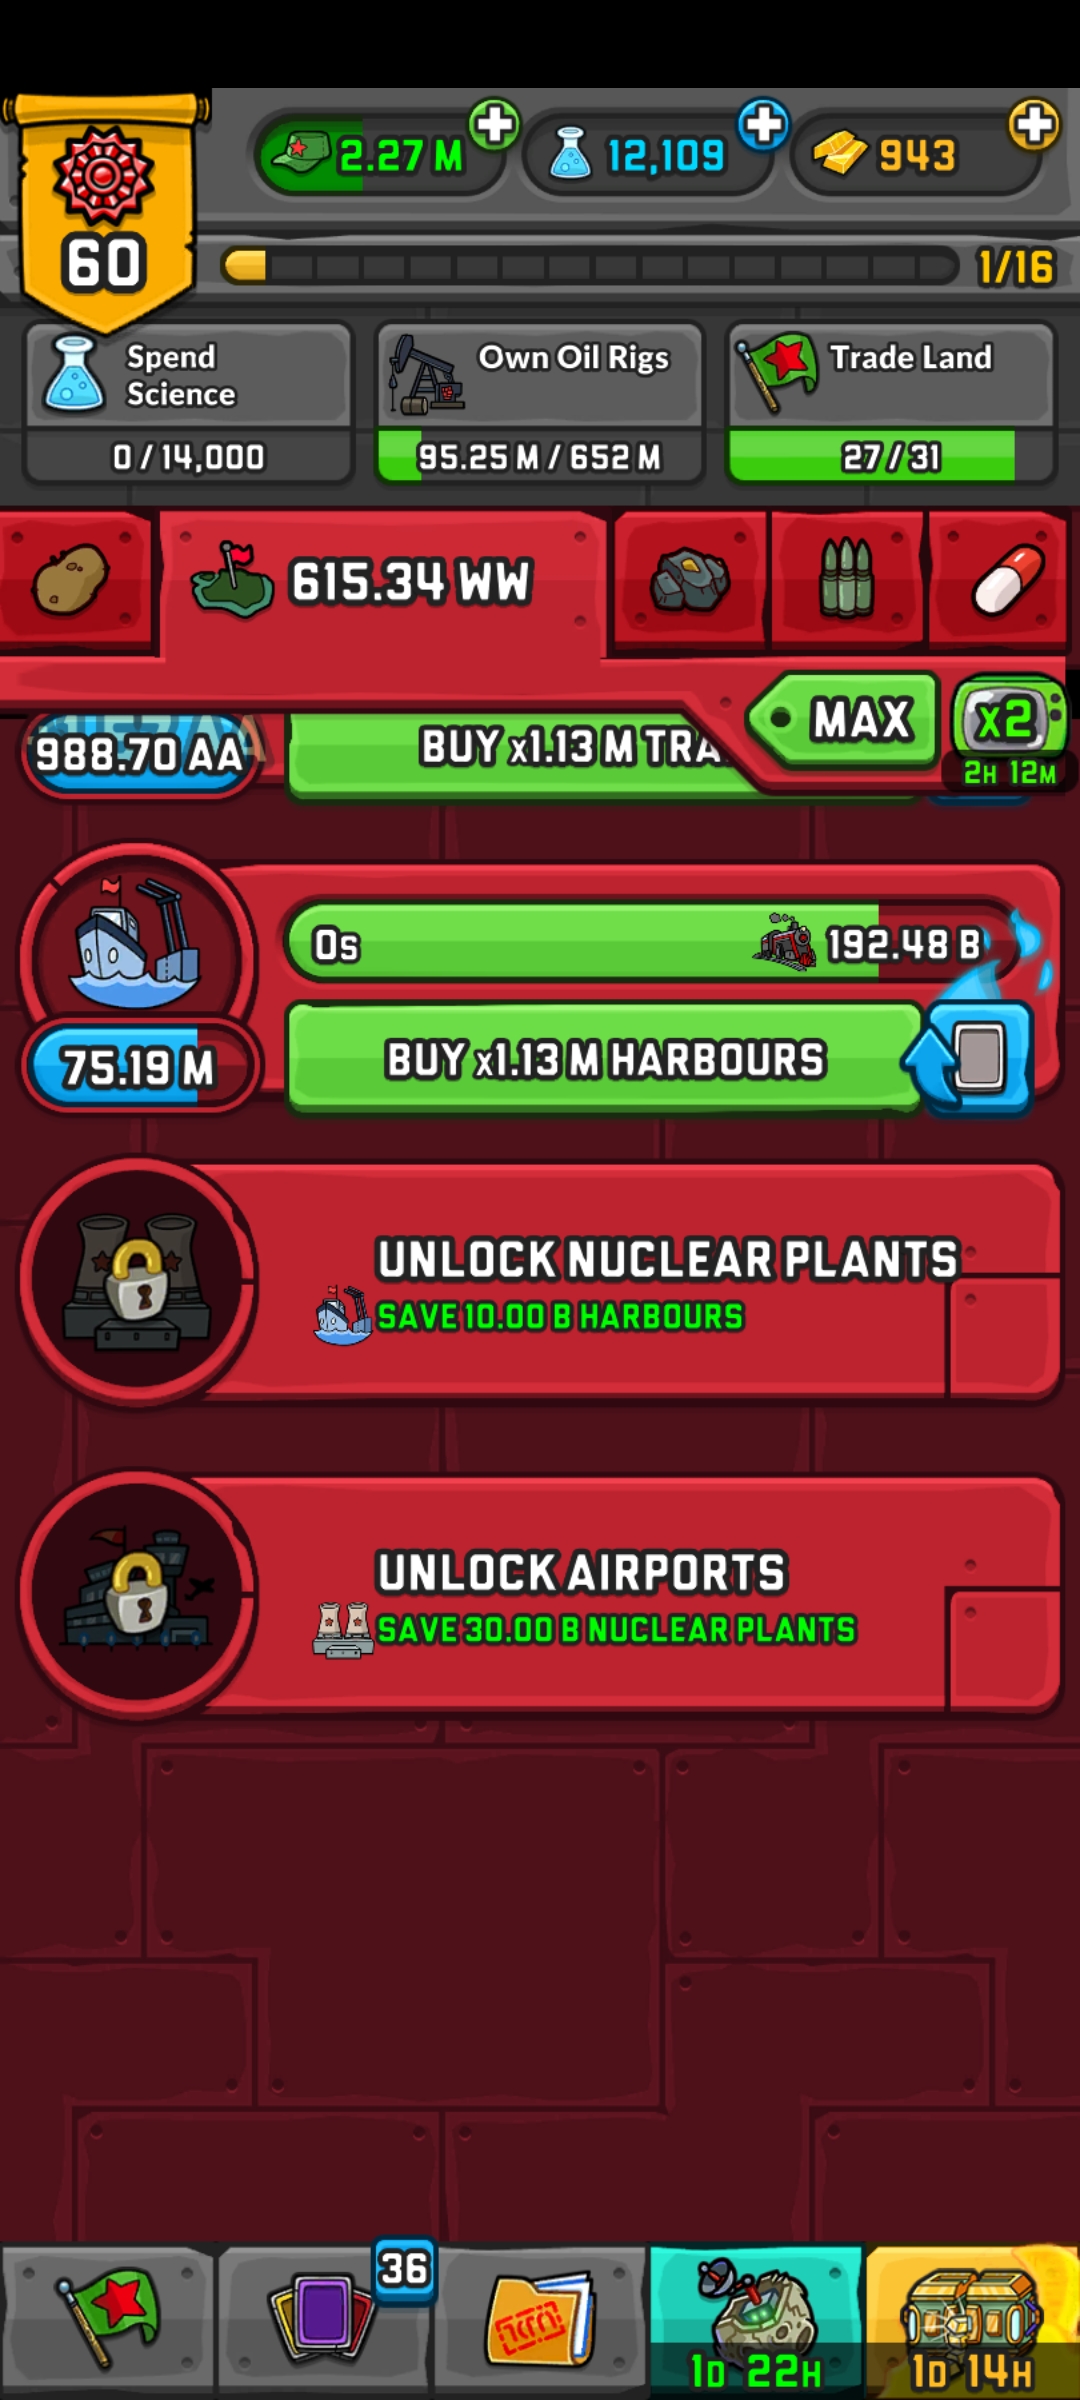 2.27 M
12,109
943
60
1/16
Spend
Science
Own Oil Rigs
Trade Land
0 / 14,000
95.25 M / 652 M
27 / 31
615.34 WW
MAX
x2
2H 12M
988.70 AA
BUY x1.13 M TRA
0s
192.48 B
75.19 M
BUY x1.13 M HARBOURS
UNLOCK NUCLEAR PLANTS
SAVE 10.00 B HARBOURS
UNLOCK AIRPORTS
SAVE 30.00 B NUCLEAR PLANTS
36
1D 22H
1D 14H